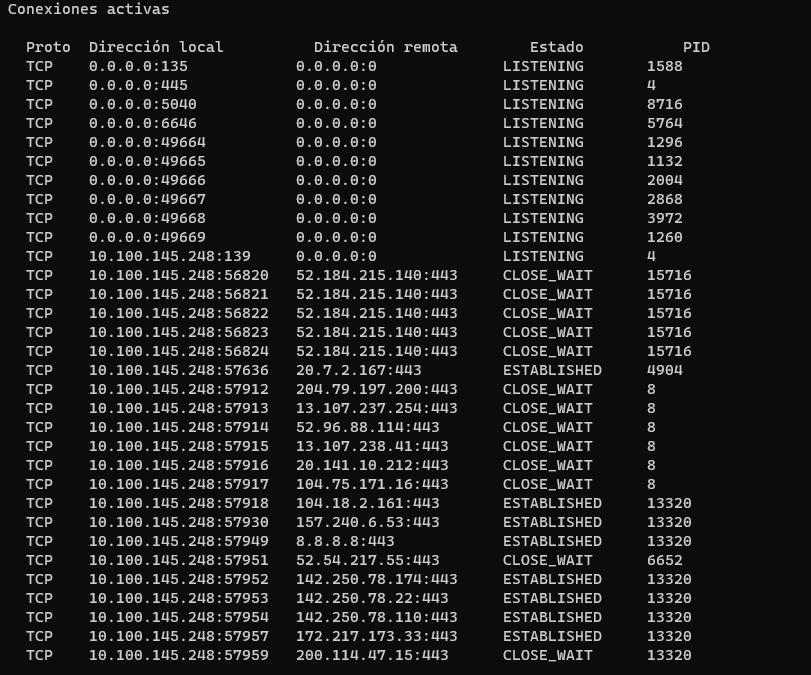 Conexiones activas
Proto  Dirección local          Dirección remota        Estado           PID
TCP    0.0.0.0:135            0.0.0.0:0              LISTENING       1588
TCP    0.0.0.0:445            0.0.0.0:0              LISTENING       4
TCP    0.0.0.0:5040           0.0.0.0:0              LISTENING       8716
TCP    0.0.0.0:6646           0.0.0.0:0              LISTENING       5764
TCP    0.0.0.0:49664          0.0.0.0:0              LISTENING       1296
TCP    0.0.0.0:49665          0.0.0.0:0              LISTENING       1132
TCP    0.0.0.0:49666          0.0.0.0:0              LISTENING       2004
TCP    0.0.0.0:49667          0.0.0.0:0              LISTENING       2868
TCP    0.0.0.0:49668          0.0.0.0:0              LISTENING       3972
TCP    0.0.0.0:49669          0.0.0.0:0              LISTENING       1260
TCP    10.100.145.248:139     0.0.0.0:0              LISTENING       4
TCP    10.100.145.248:56820   52.184.215.140:443     CLOSE_WAIT      15716
TCP    10.100.145.248:56821   52.184.215.140:443     CLOSE_WAIT      15716
TCP    10.100.145.248:56822   52.184.215.140:443     CLOSE_WAIT      15716
TCP    10.100.145.248:56823   52.184.215.140:443     CLOSE_WAIT      15716
TCP    10.100.145.248:56824   52.184.215.140:443     CLOSE_WAIT      15716
TCP    10.100.145.248:57636   20.7.2.167:443         ESTABLISHED     4904
TCP    10.100.145.248:57912   204.79.197.200:443     CLOSE_WAIT      8
TCP    10.100.145.248:57913   13.107.237.254:443     CLOSE_WAIT      8
TCP    10.100.145.248:57914   52.96.88.114:443       CLOSE_WAIT      8
TCP    10.100.145.248:57915   13.107.238.41:443      CLOSE_WAIT      8
TCP    10.100.145.248:57916   20.141.10.212:443      CLOSE_WAIT      8
TCP    10.100.145.248:57917   104.75.171.16:443      CLOSE_WAIT      8
TCP    10.100.145.248:57918   104.18.2.161:443       ESTABLISHED     13320
TCP    10.100.145.248:57930   157.240.6.53:443       ESTABLISHED     13320
TCP    10.100.145.248:57949   8.8.8.8:443            ESTABLISHED     13320
TCP    10.100.145.248:57951   52.54.217.55:443       CLOSE_WAIT      6652
TCP    10.100.145.248:57952   142.250.78.174:443     ESTABLISHED     13320
TCP    10.100.145.248:57953   142.250.78.22:443      ESTABLISHED     13320
TCP    10.100.145.248:57954   142.250.78.110:443     ESTABLISHED     13320
TCP    10.100.145.248:57957   172.217.173.33:443     ESTABLISHED     13320
TCP    10.100.145.248:57959   200.114.47.15:443      CLOSE_WAIT      13320